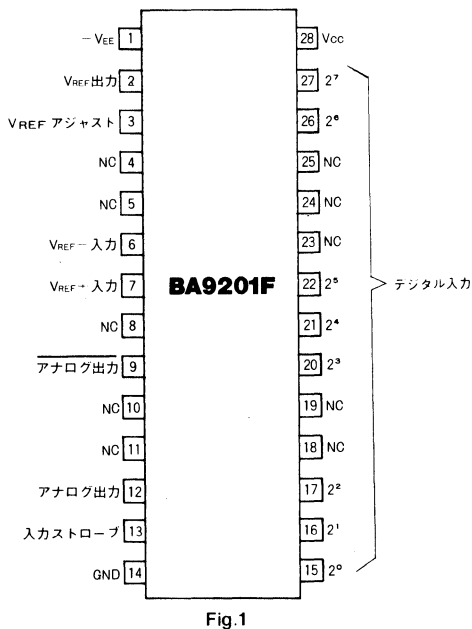 －VEE 1
VREF出力 2
VREF アジャスト 3
NC 4
NC 5
VREF－入力 6
VREF＋入力 7
NC 8
アナログ出力 9
NC 10
NC 11
アナログ出力 12
入力ストローブ 13
GND 14
BA9201F
28 VCC
27 2⁷
26 2⁶
25 NC
24 NC
23 NC
22 2⁵
21 2⁴
20 2³
19 NC
18 NC
17 2²
16 2¹
15 2⁰
デジタル入力
Fig.1